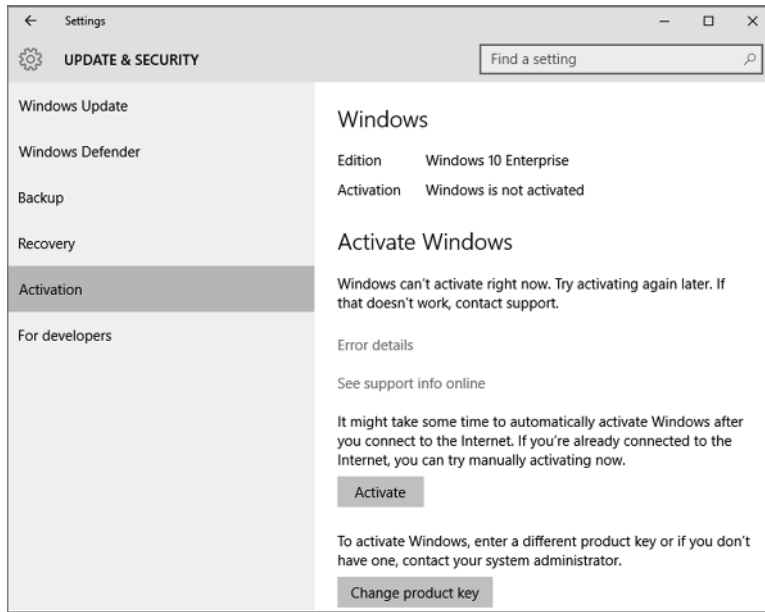 Settings
UPDATE & SECURITY
Find a setting
Windows Update
Windows Defender
Backup
Recovery
Activation
For developers
Windows
Edition Windows 10 Enterprise
Activation Windows is not activated
Activate Windows
Windows can't activate right now. Try activating again later. If
that doesn't work, contact support.
Error details
See support info online
It might take some time to automatically activate Windows after
you connect to the Internet. If you're already connected to the
Internet, you can try manually activating now.
Activate
To activate Windows, enter a different product key or if you don't
have one, contact your system administrator.
Change product key